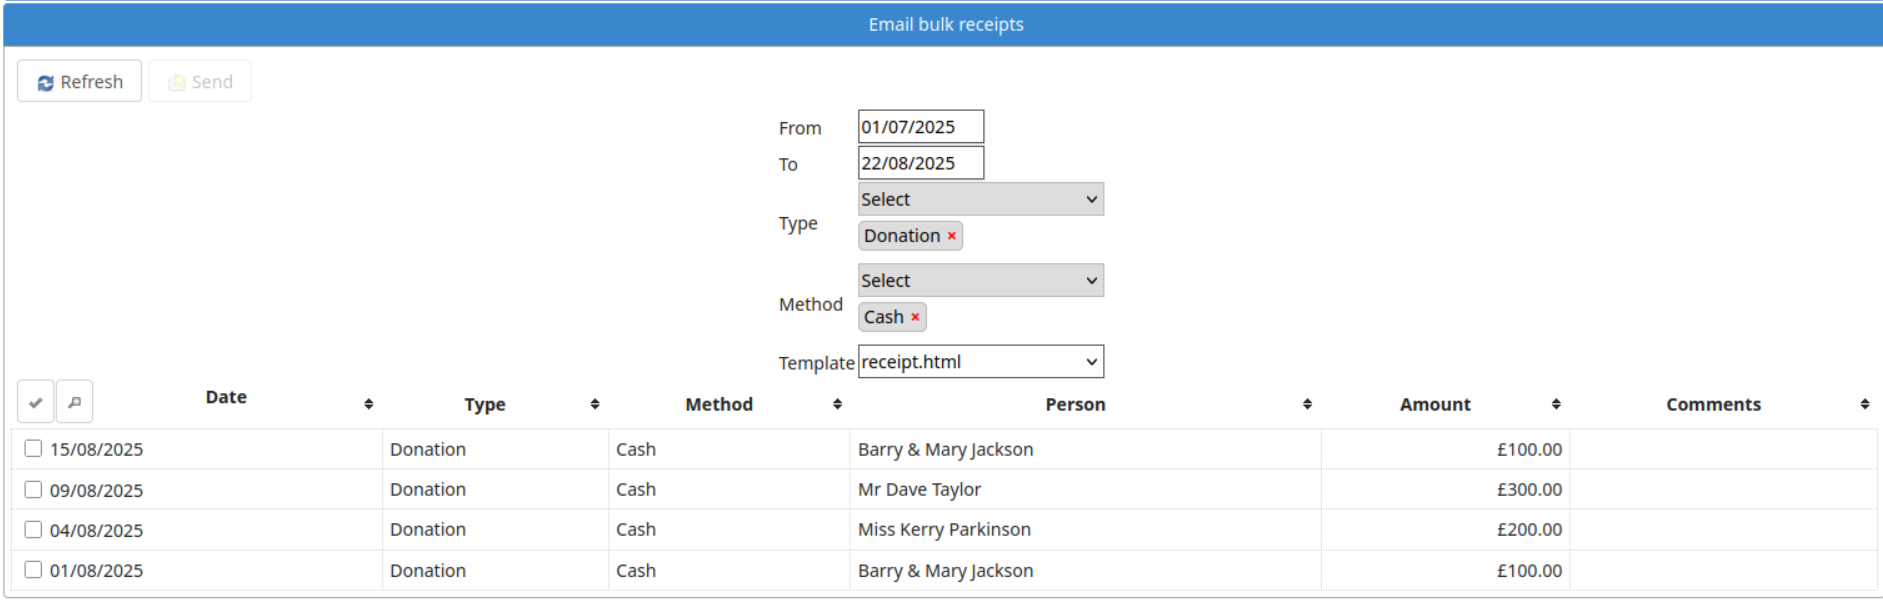 Email bulk receipts
Refresh Send
From 01/07/2025
To 22/08/2025
Type Select
Donation ×
Method Select
Cash ×
Template receipt.html
Date Type Method Person Amount Comments
15/08/2025 Donation Cash Barry & Mary Jackson £100.00
09/08/2025 Donation Cash Mr Dave Taylor £300.00
04/08/2025 Donation Cash Miss Kerry Parkinson £200.00
01/08/2025 Donation Cash Barry & Mary Jackson £100.00